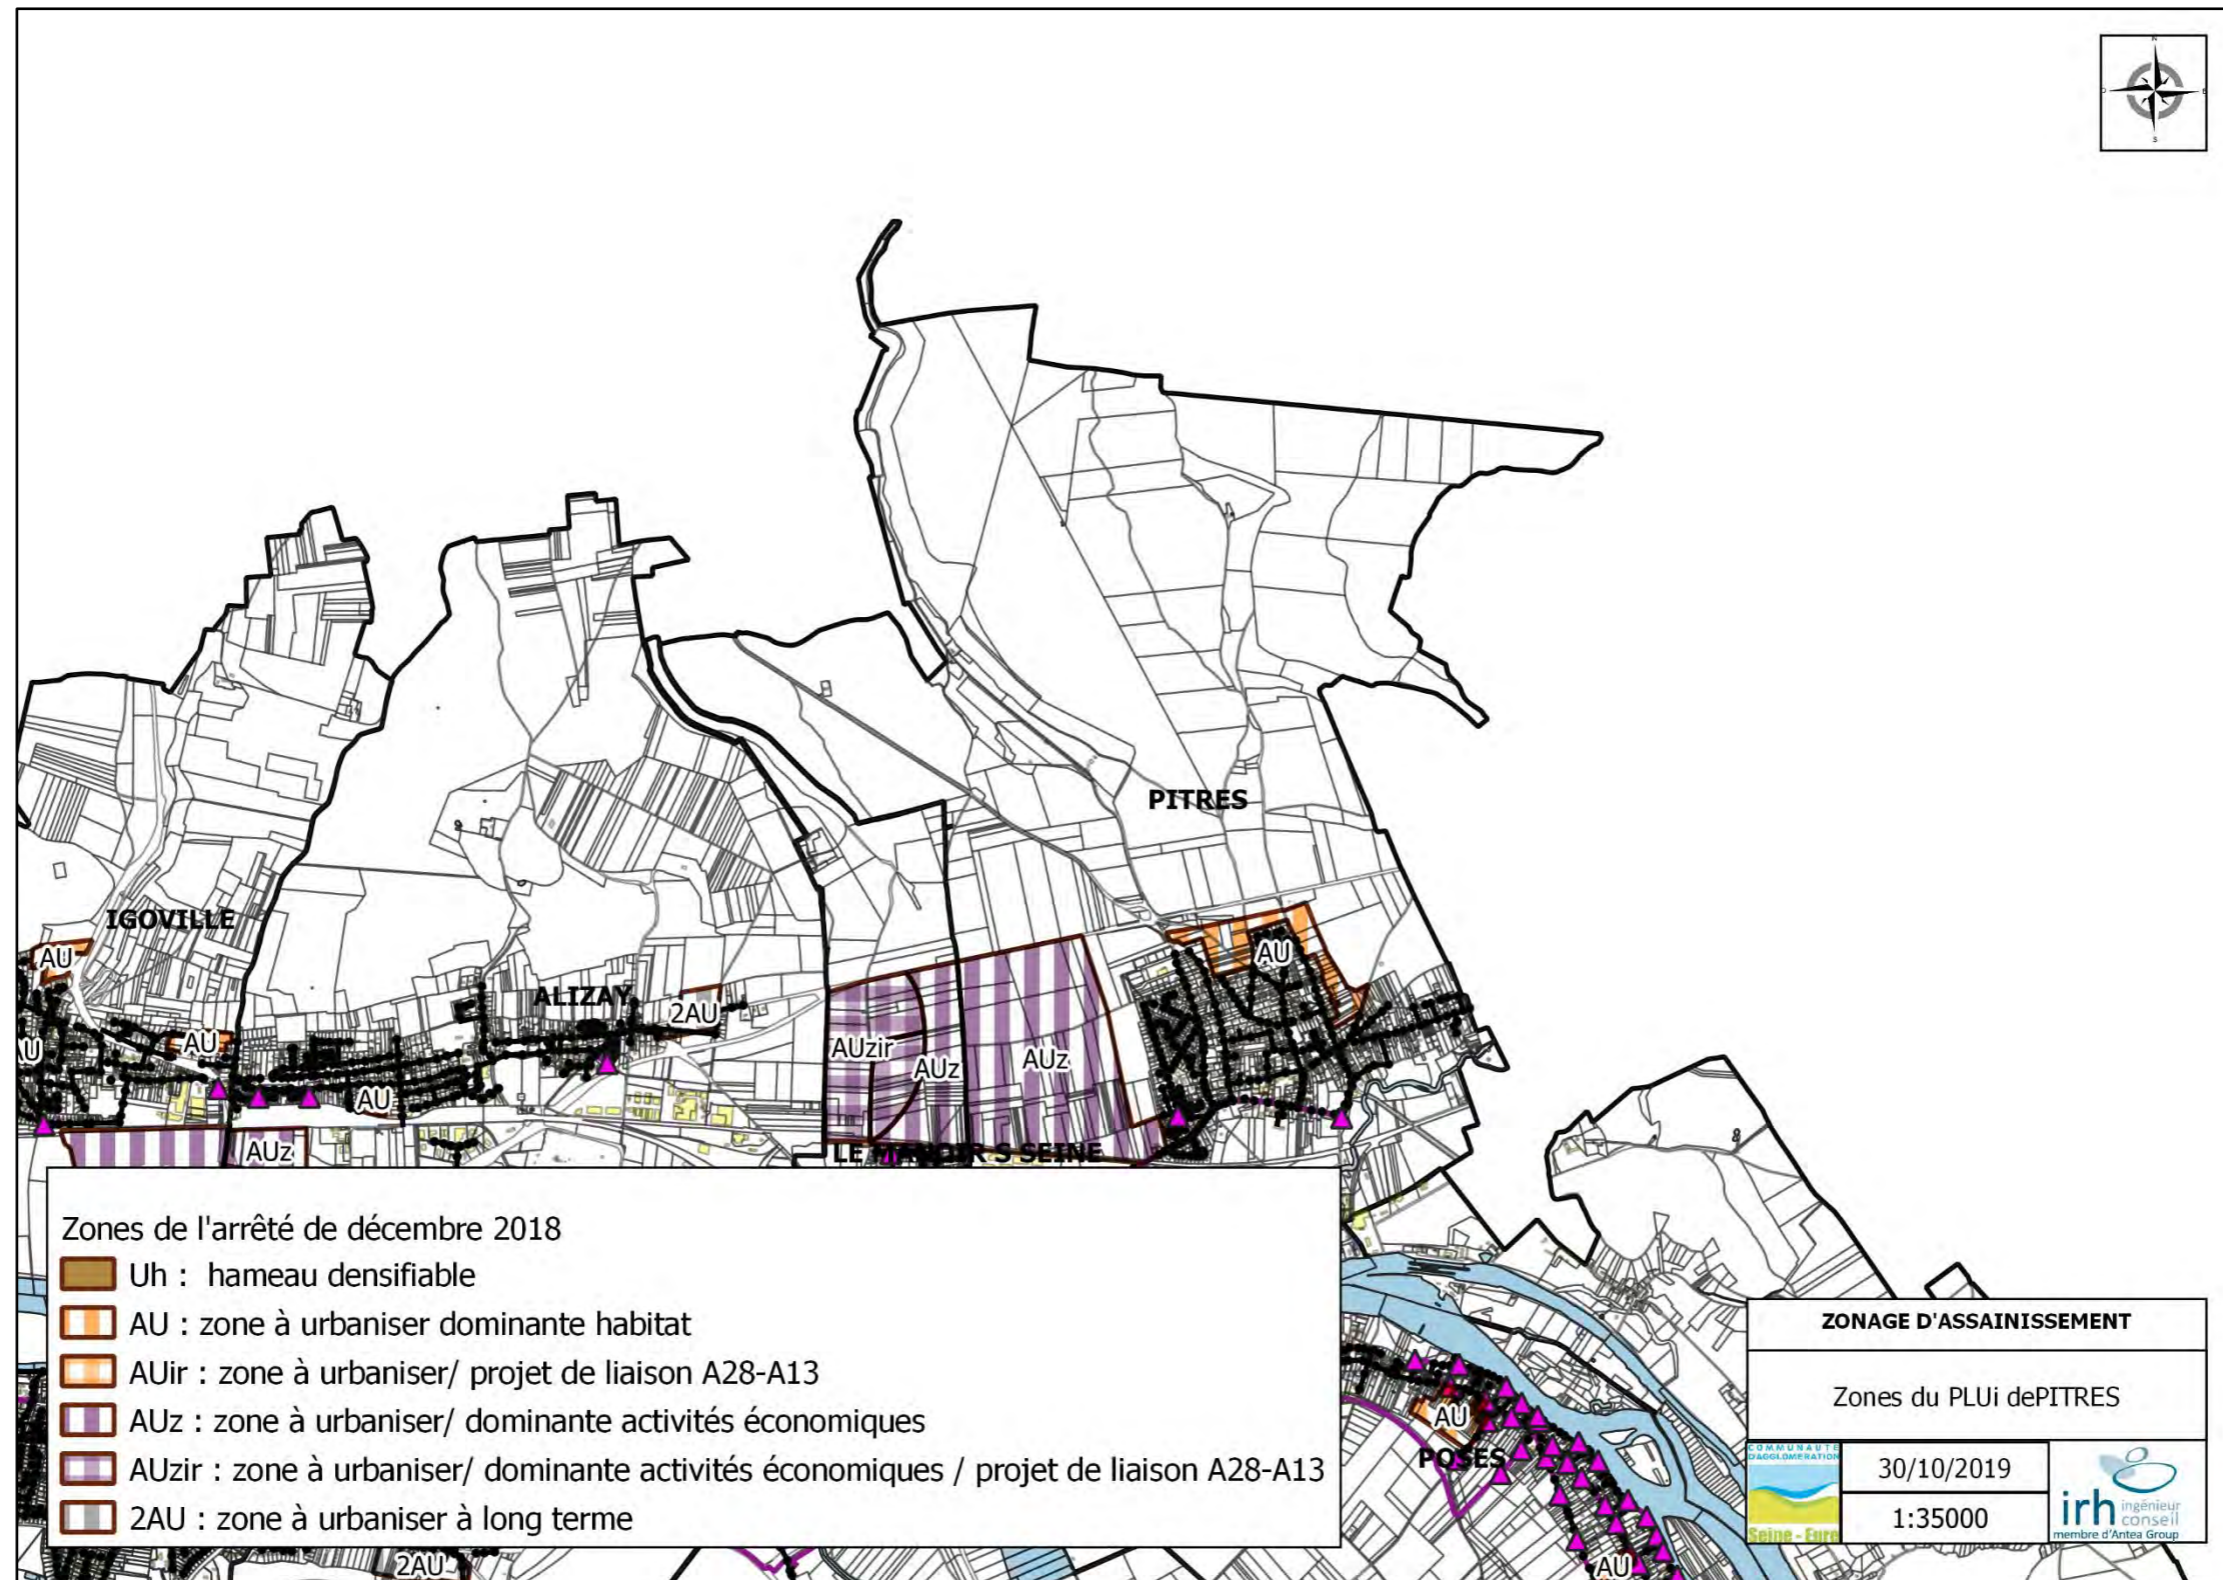 N
O
E
S
PITRES
IGOVILLE
AU
ALIZAY
2AU
AU
AU
AU
AUzir
AUz
AUz
AU
AUz
LE MANOIR S SEINE
Zones de l'arrêté de décembre 2018
Uh : hameau densifiable
AU : zone à urbaniser dominante habitat
AUir : zone à urbaniser/ projet de liaison A28-A13
AUz : zone à urbaniser/ dominante activités économiques
AUzir : zone à urbaniser/ dominante activités économiques / projet de liaison A28-A13
2AU : zone à urbaniser à long terme
AU
POSES
2AU
AU
ZONAGE D'ASSAINISSEMENT
Zones du PLUi dePITRES
COMMUNAUTE
D'AGGLOMERATION
Seine - Eure
30/10/2019
1:35000
irh ingénieur
conseil
membre d'Antea Group